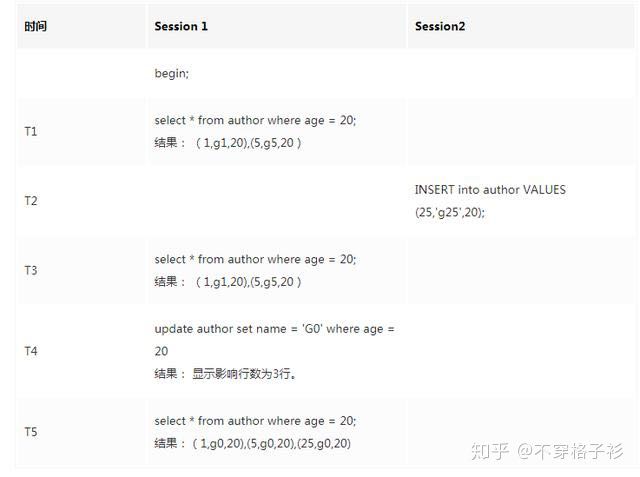 时间 Session 1 Session2
begin;
T1
select * from author where age = 20;
结果： （1,g1,20),(5,g5,20 ）
T2
INSERT into author VALUES
(25,'g25',20);
T3
select * from author where age = 20;
结果： （1,g1,20),(5,g5,20 ）
T4
update author set name = 'G0' where age =
20
结果： 显示影响行数为3行。
T5
select * from author where age = 20;
结果：（1,g0,20),(5,g0,20),(25,g0,20)
知乎 @不穿格子衫